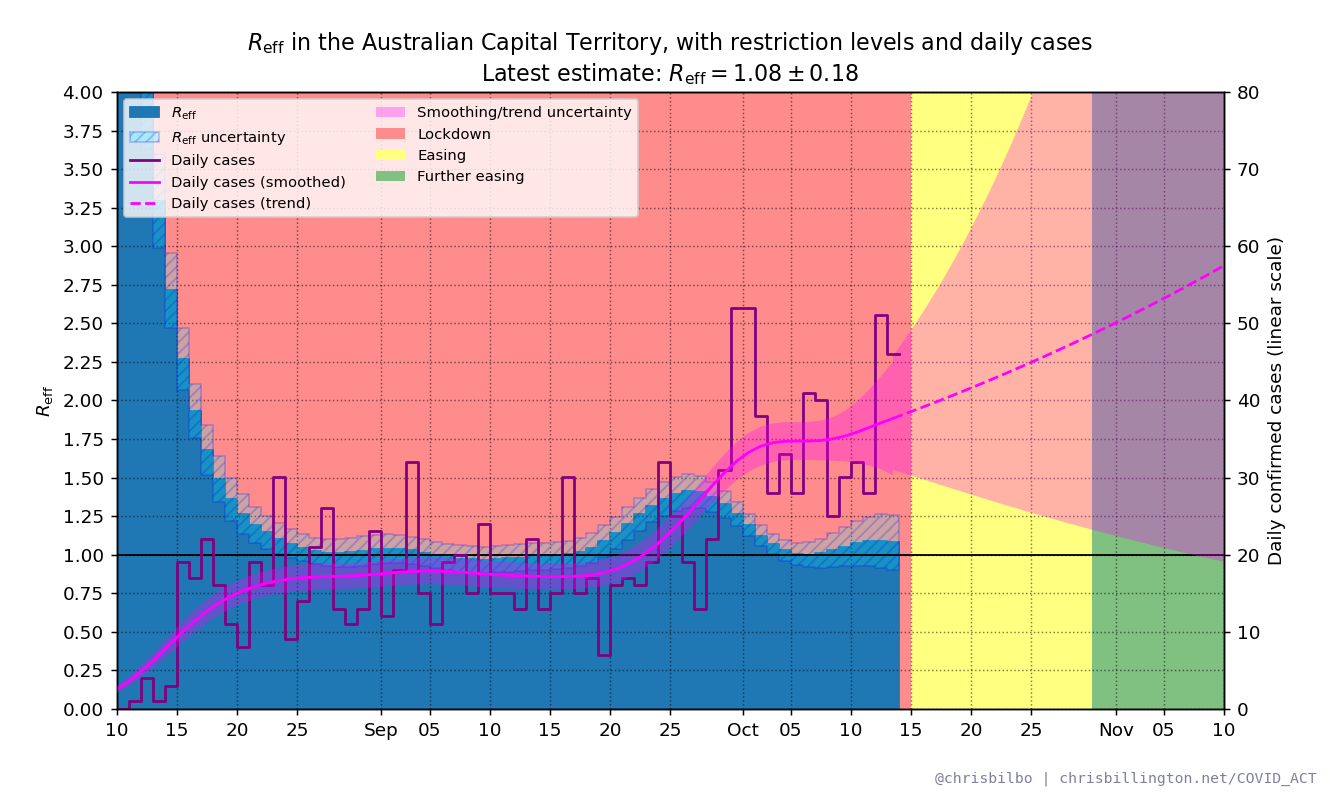 Reff in the Australian Capital Territory, with restriction levels and daily cases
Latest estimate: Reff = 1.08 ± 0.18
4.00
3.75
3.50
3.25
3.00
2.75
2.50
2.25
2.00
1.75
1.50
1.25
1.00
0.75
0.50
0.25
0.00
Reff
Reff
Reff uncertainty
Daily cases
Daily cases (smoothed)
Daily cases (trend)
Smoothing/trend uncertainty
Lockdown
Easing
Further easing
80
70
60
50
40
30
20
10
0
Daily confirmed cases (linear scale)
10 15 20 25 Sep 05 10 15 20 25 Oct 05 10 15 20 25 Nov 05 10
@chrisbilbo | chrisbillington.net/COVID_ACT